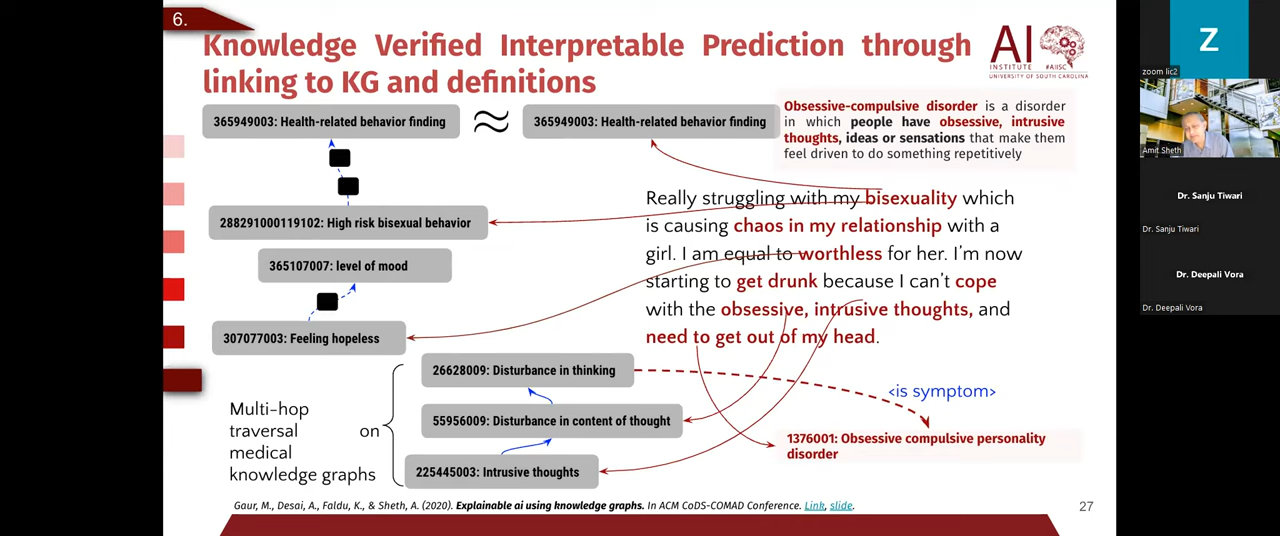 6.
Knowledge Verified Interpretable Prediction through
linking to KG and definitions
AI
INSTITUTE #AIISC
UNIVERSITY OF SOUTH CAROLINA
365949003: Health-related behavior finding
≈
365949003: Health-related behavior finding
Obsessive-compulsive disorder is a disorder
in which people have obsessive, intrusive
thoughts, ideas or sensations that make them
feel driven to do something repetitively
288291000119102: High risk bisexual behavior
365107007: level of mood
307077003: Feeling hopeless
Really struggling with my bisexuality which
is causing chaos in my relationship with a
girl. I am equal to worthless for her. I'm now
starting to get drunk because I can't cope
with the obsessive, intrusive thoughts, and
need to get out of my head.
26628009: Disturbance in thinking
55956009: Disturbance in content of thought
225445003: Intrusive thoughts
<is symptom>
1376001: Obsessive compulsive personality
disorder
Multi-hop
traversal on
medical
knowledge graphs
Gaur, M., Desai, A., Faldu, K., & Sheth, A. (2020). Explainable ai using knowledge graphs. In ACM CoDS-COMAD Conference. Link, slide.
27
Z
zoom lic2
Amit Sheth
Dr. Sanju Tiwari
Dr. Sanju Tiwari
Dr. Deepali Vora
Dr. Deepali Vora